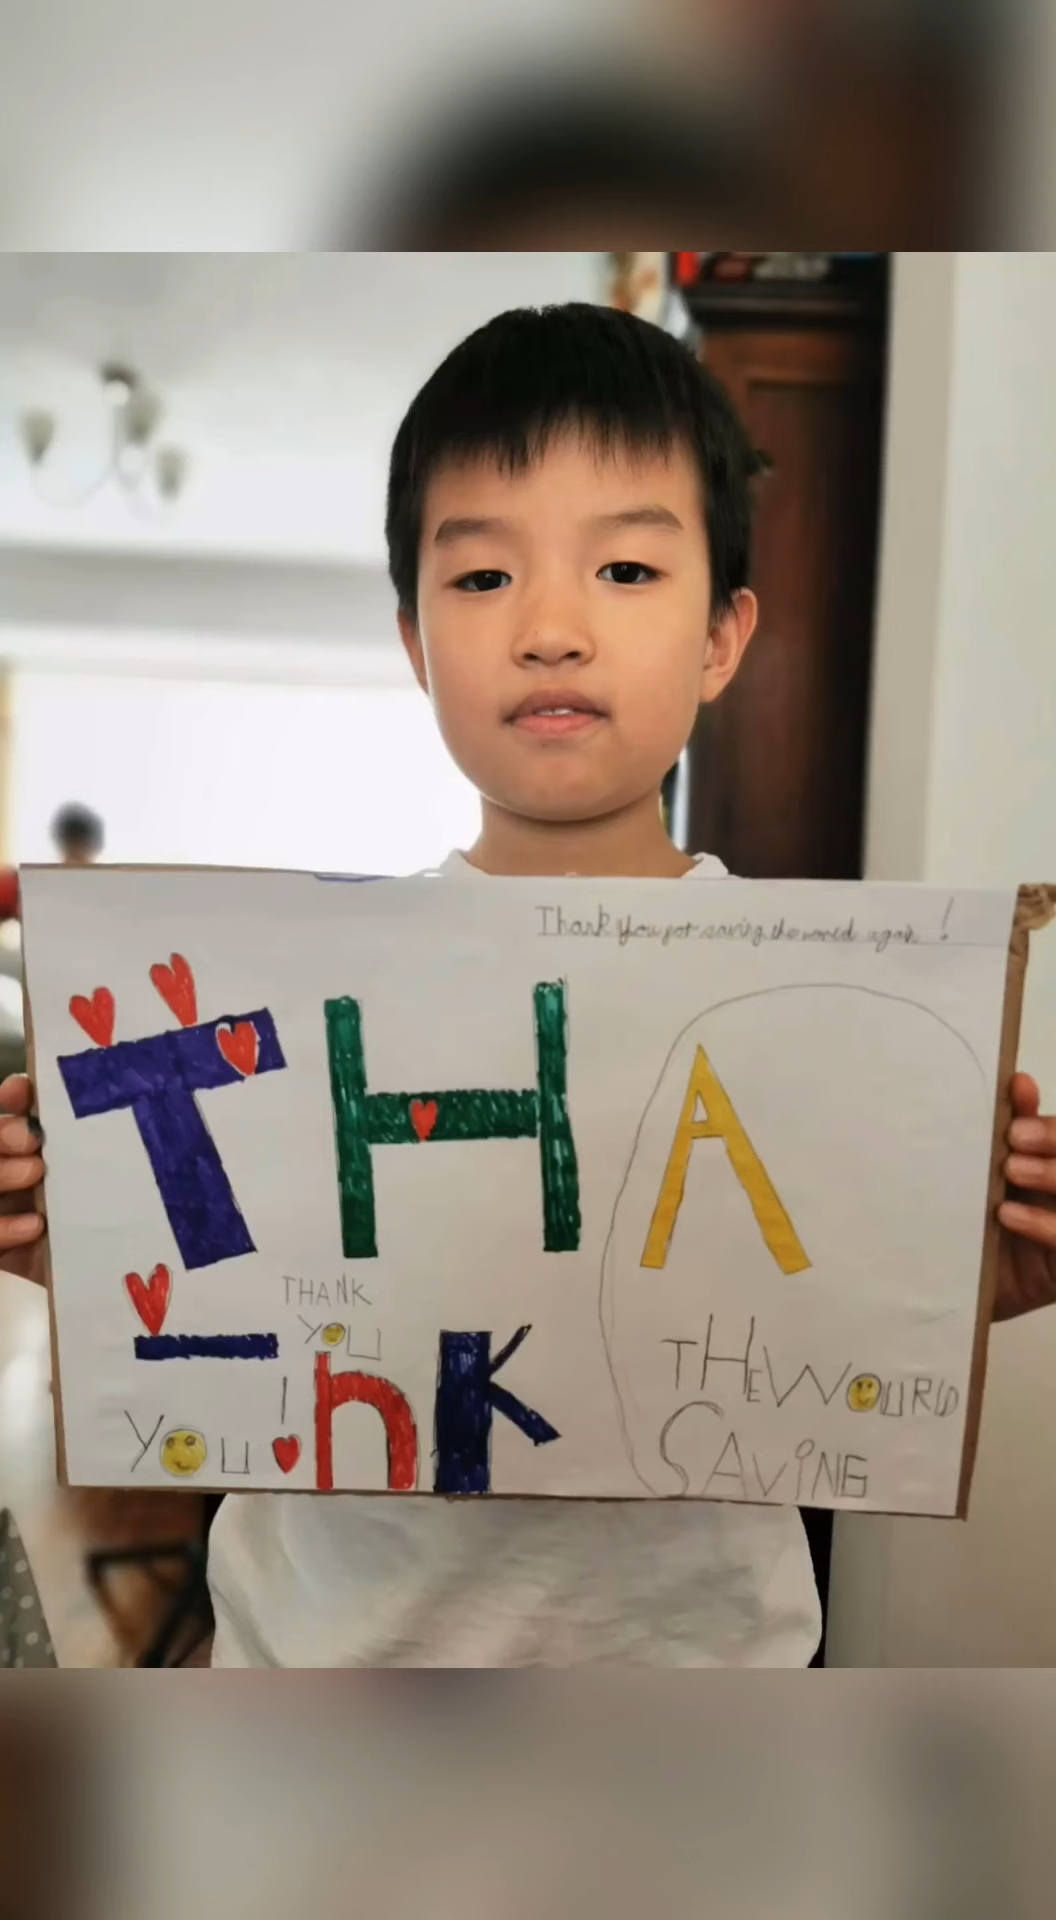 Thank you for saving the world again !
THA
THANK
YOU
- nK
YOU !
THE WOURLD
SAVING